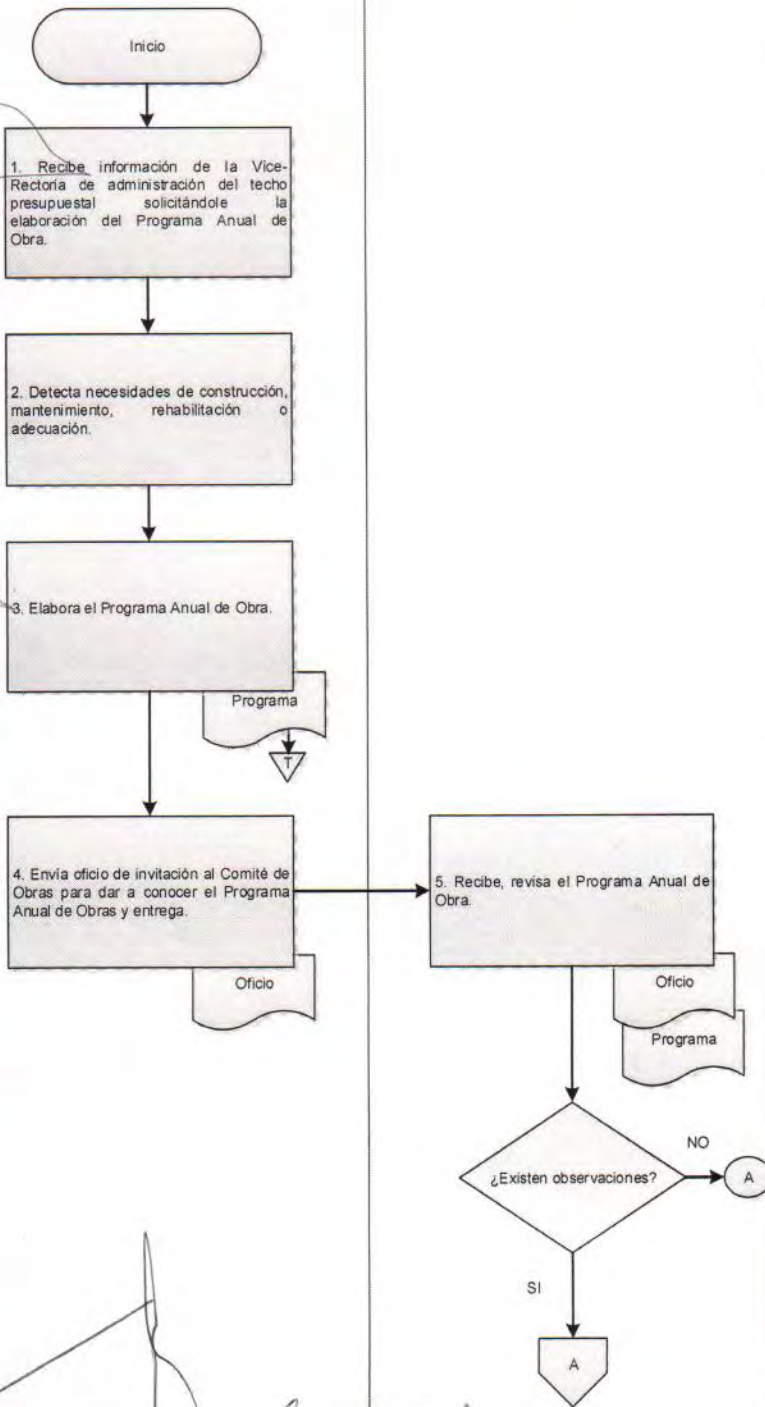 Inicio
1. Recibe información de la Vice-
Rectoría de administración del techo
presupuestal solicitándole la
elaboración del Programa Anual de
Obra.
2. Detecta necesidades de construcción,
mantenimiento, rehabilitación o
adecuación.
3. Elabora el Programa Anual de Obra.
Programa
T
4. Envía oficio de invitación al Comité de
Obras para dar a conocer el Programa
Anual de Obras y entrega.
Oficio
5. Recibe, revisa el Programa Anual de
Obra.
Oficio
Programa
¿Existen observaciones?
NO
A
SI
A